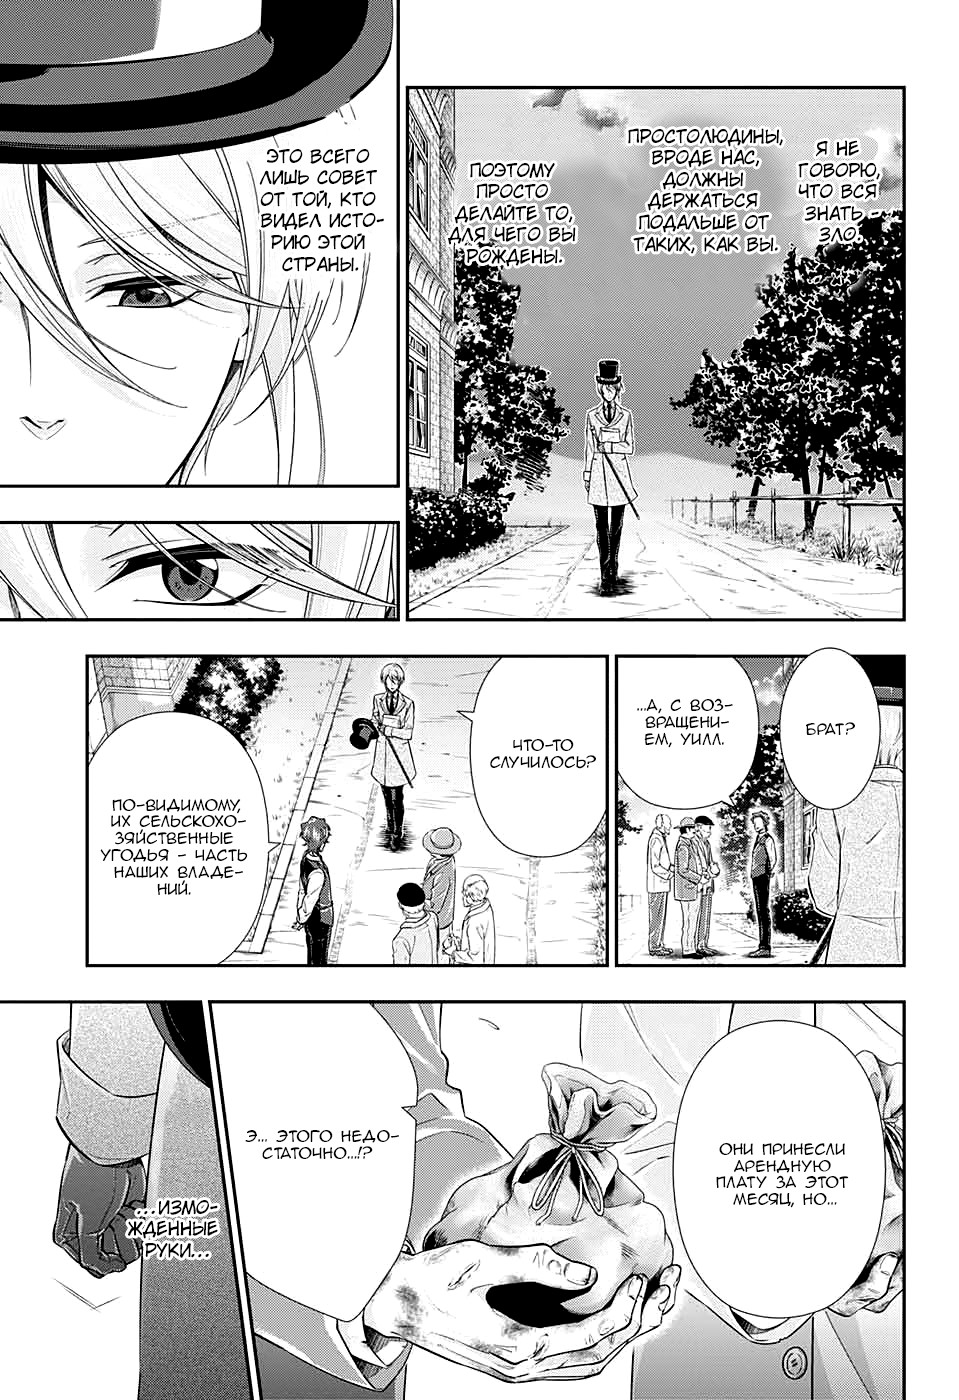 Я НЕ
ГОВОРЮ,
ЧТО ВСЯ
ЗНАТЬ -
ЗЛО.
ПРОСТОЛЮДИНЫ,
ВРОДЕ НАС,
ДОЛЖНЫ
ДЕРЖАТЬСЯ
ПОДАЛЬШЕ ОТ
ТАКИХ, КАК ВЫ.
ПОЭТОМУ
ПРОСТО
ДЕЛАЙТЕ ТО,
ДЛЯ ЧЕГО ВЫ
РОЖДЕНЫ.
ЭТО ВСЕГО
ЛИШЬ СОВЕТ
ОТ ТОЙ, КТО
ВИДЕЛ ИСТО-
РИЮ ЭТОЙ
СТРАНЫ.
БРАТ?
...А, С ВОЗ-
ВРАЩЕНИ-
ЕМ, УИЛЛ.
ЧТО-ТО
СЛУЧИЛОСЬ?
ПО-ВИДИМОМУ,
ИХ СЕЛЬСКОХО-
ЗЯЙСТВЕННЫЕ
УГОДЬЯ - ЧАСТЬ
НАШИХ ВЛАДЕ-
НИЙ.
ОНИ ПРИНЕСЛИ
АРЕНДНУЮ
ПЛАТУ ЗА ЭТОТ
МЕСЯЦ, НО...
Э... ЭТОГО НЕДО-
СТАТОЧНО...!?
...ИЗМО-
ЖДЕННЫЕ
РУКИ...